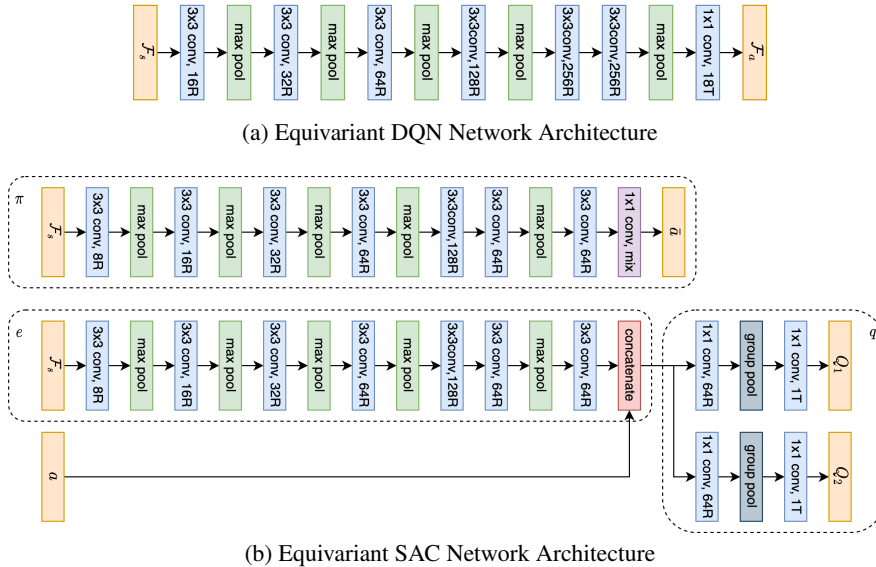 F_s
3x3 conv, 16R
max pool
3x3 conv, 32R
max pool
3x3 conv, 64R
max pool
3x3conv,128R
max pool
3x3conv,256R
3x3conv,256R
max pool
1x1 conv, 18T
F_a
(a) Equivariant DQN Network Architecture
π
F_s
3x3 conv, 8R
max pool
3x3 conv, 16R
max pool
3x3 conv, 32R
max pool
3x3 conv, 64R
max pool
3x3conv,128R
3x3 conv, 64R
max pool
3x3 conv, 64R
1x1 conv, mix
ā
e
F_s
3x3 conv, 8R
max pool
3x3 conv, 16R
max pool
3x3 conv, 32R
max pool
3x3 conv, 64R
max pool
3x3conv,128R
3x3 conv, 64R
max pool
3x3 conv, 64R
concatenate
a
q
1x1 conv, 64R
group pool
1x1 conv, 1T
Q_1
1x1 conv, 64R
group pool
1x1 conv, 1T
Q_2
(b) Equivariant SAC Network Architecture